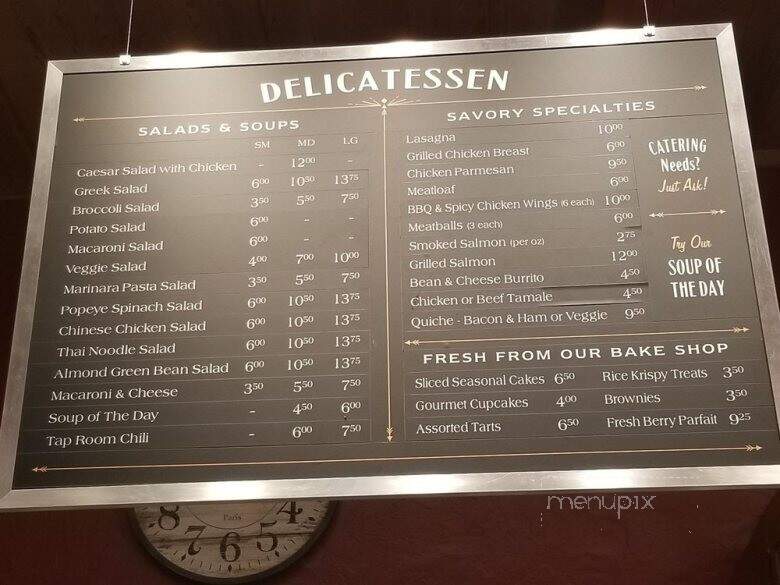 DELICATESSEN
SALADS & SOUPS
SM MD LG
Caesar Salad with Chicken - 12⁰⁰ -
Greek Salad 6⁰⁰ 10⁵⁰ 13⁷⁵
Broccoli Salad 3⁵⁰ 5⁵⁰ 7⁵⁰
Potato Salad 6⁰⁰ - -
Macaroni Salad 6⁰⁰ - -
Veggie Salad 4⁰⁰ 7⁰⁰ 10⁰⁰
Marinara Pasta Salad 3⁵⁰ 5⁵⁰ 7⁵⁰
Popeye Spinach Salad 6⁰⁰ 10⁵⁰ 13⁷⁵
Chinese Chicken Salad 6⁰⁰ 10⁵⁰ 13⁷⁵
Thai Noodle Salad 6⁰⁰ 10⁵⁰ 13⁷⁵
Almond Green Bean Salad 6⁰⁰ 10⁵⁰ 13⁷⁵
Macaroni & Cheese 3⁵⁰ 5⁵⁰ 7⁵⁰
Soup of The Day - 4⁵⁰ 6⁰⁰
Tap Room Chili - 6⁰⁰ 7⁵⁰
SAVORY SPECIALTIES
Lasagna 10⁰⁰
Grilled Chicken Breast 6⁰⁰
Chicken Parmesan 9⁵⁰
Meatloaf 6⁰⁰
BBQ & Spicy Chicken Wings (6 each) 10⁰⁰
Meatballs (3 each) 6⁰⁰
Smoked Salmon (per oz) 2⁷⁵
Grilled Salmon 12⁰⁰
Bean & Cheese Burrito 4⁵⁰
Chicken or Beef Tamale 4⁵⁰
Quiche - Bacon & Ham or Veggie 9⁵⁰
CATERING
Needs?
Just Ask!
Try Our
SOUP OF
THE DAY
FRESH FROM OUR BAKE SHOP
Sliced Seasonal Cakes 6⁵⁰ Rice Krispy Treats 3⁵⁰
Gourmet Cupcakes 4⁰⁰ Brownies 3⁵⁰
Assorted Tarts 6⁵⁰ Fresh Berry Parfait 9²⁵
menupix
Paris
8 7 6 5 4